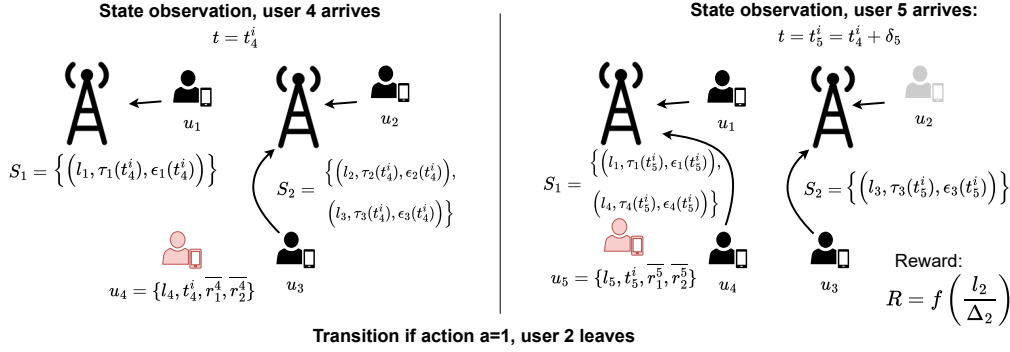 State observation, user 4 arrives
t = t_4^i
u_1
u_2
S_1 = {(l_1, τ_1(t_4^i), ϵ_1(t_4^i))}
S_2 = {(l_2, τ_2(t_4^i), ϵ_2(t_4^i)),
(l_3, τ_3(t_4^i), ϵ_3(t_4^i))}
u_3
u_4 = {l_4, t_4^i, \overline{r_1^4}, \overline{r_2^4}}
State observation, user 5 arrives:
t = t_5^i = t_4^i + δ_5
u_1
u_2
S_1 = {(l_1, τ_1(t_5^i), ϵ_1(t_5^i)),
(l_4, τ_4(t_5^i), ϵ_4(t_5^i))}
S_2 = {(l_3, τ_3(t_5^i), ϵ_3(t_5^i))}
u_5 = {l_5, t_5^i, \overline{r_1^5}, \overline{r_2^5}}
u_4
u_3
Reward:
R = f(\frac{l_2}{Δ_2})
Transition if action a=1, user 2 leaves